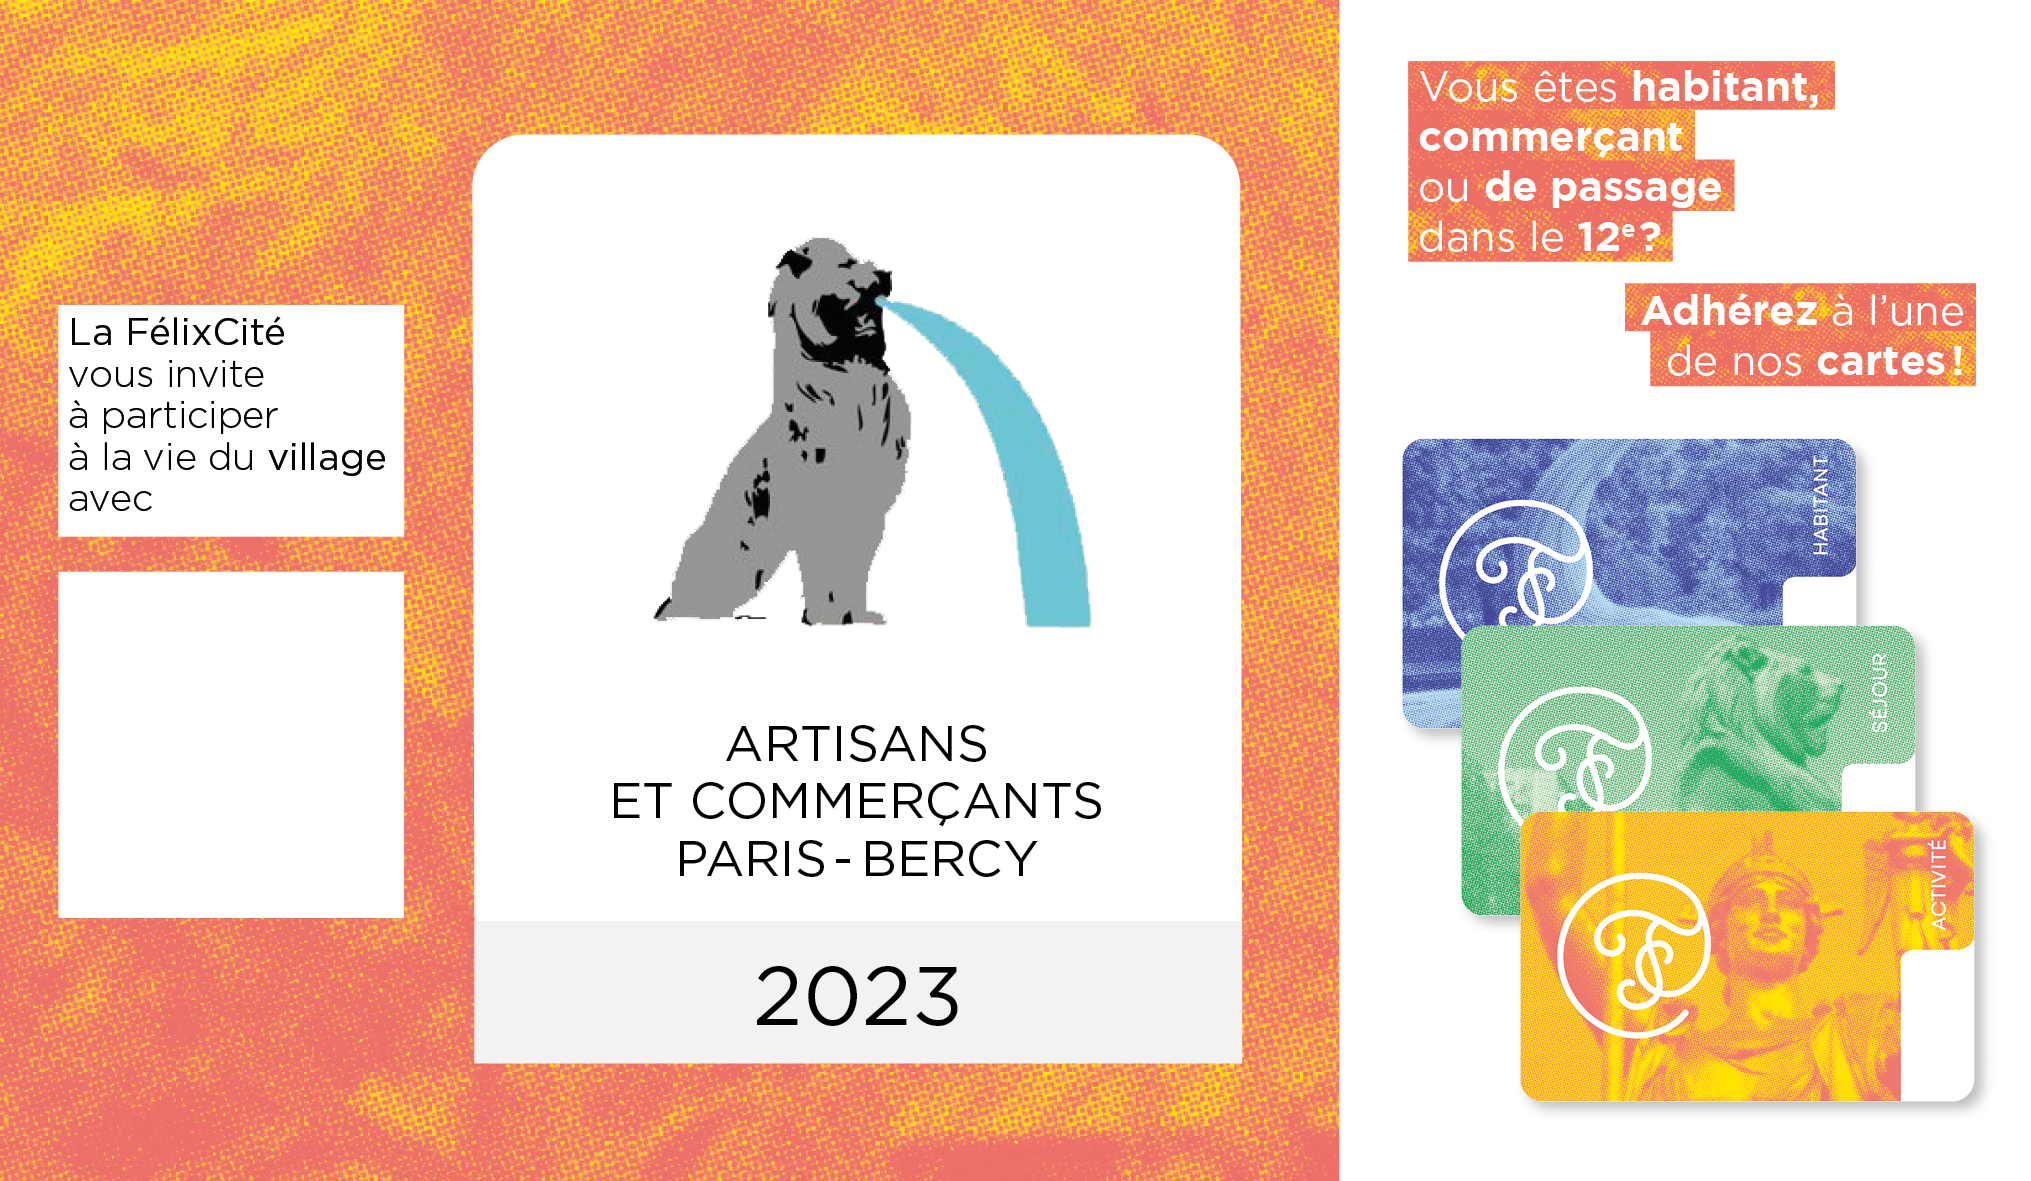 La FélixCité
vous invite
à participer
à la vie du village
avec
ARTISANS
ET COMMERÇANTS
PARIS - BERCY
2023
Vous êtes habitant,
commerçant
ou de passage
dans le 12e ?
Adhérez à l’une
de nos cartes !
HABITANT
SÉJOUR
ACTIVITÉ